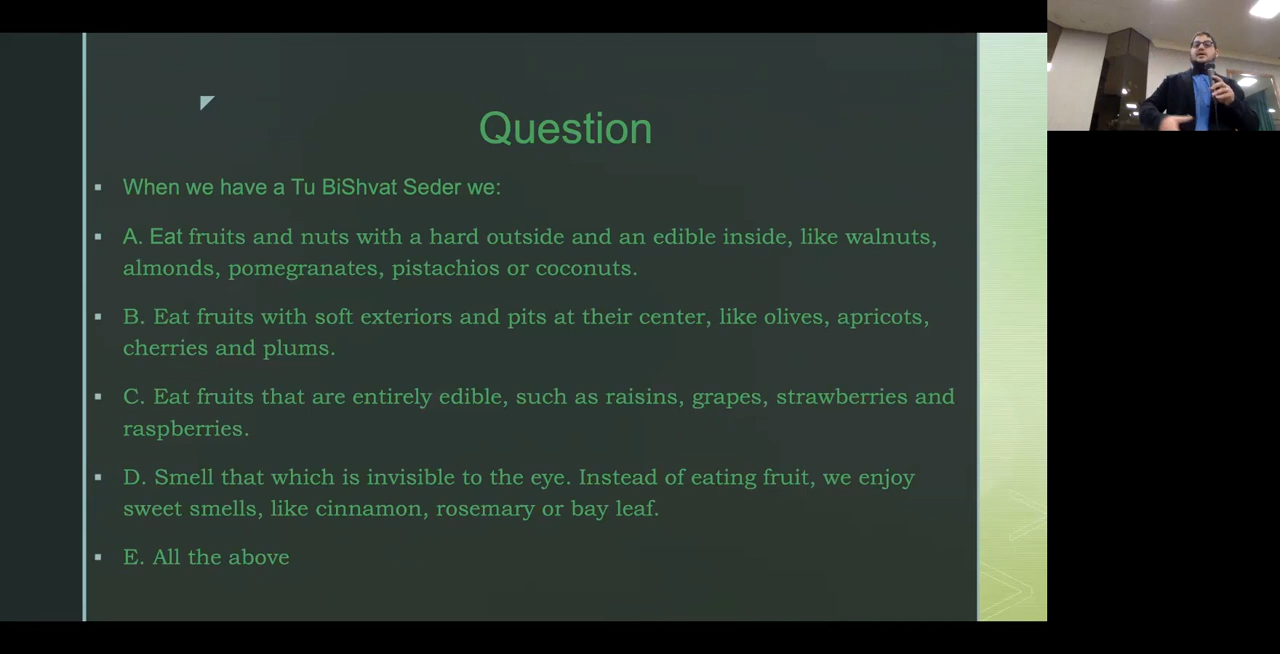 Question
When we have a Tu BiShvat Seder we:
A. Eat fruits and nuts with a hard outside and an edible inside, like walnuts,
almonds, pomegranates, pistachios or coconuts.
B. Eat fruits with soft exteriors and pits at their center, like olives, apricots,
cherries and plums.
C. Eat fruits that are entirely edible, such as raisins, grapes, strawberries and
raspberries.
D. Smell that which is invisible to the eye. Instead of eating fruit, we enjoy
sweet smells, like cinnamon, rosemary or bay leaf.
E. All the above